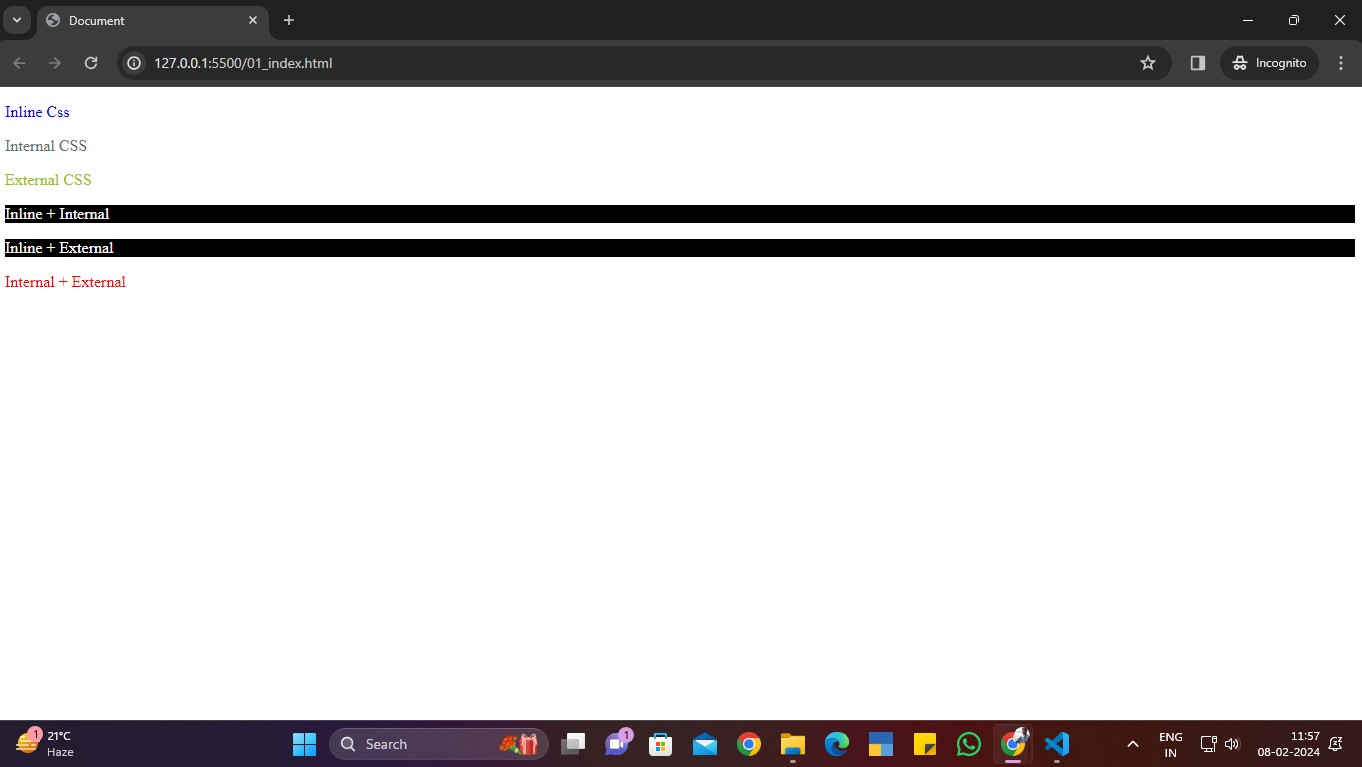 Document
127.0.0.1:5500/01_index.html
Incognito
Inline Css
Internal CSS
External CSS
Inline + Internal
Inline + External
Internal + External
1
21°C
Haze
Search
1
ENG
IN
11:57
08-02-2024